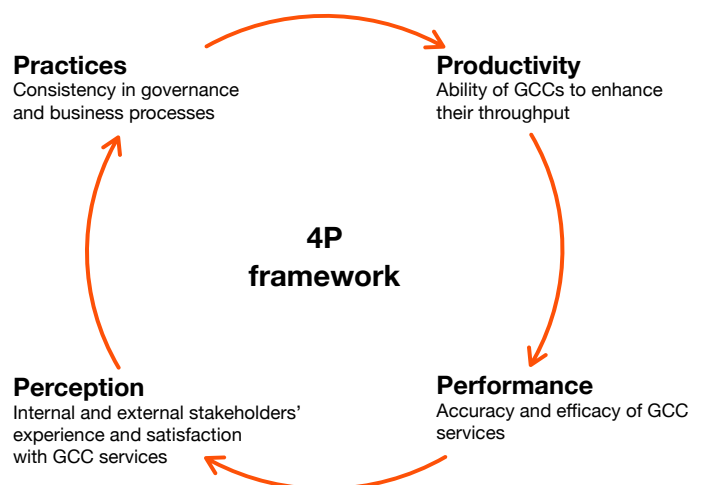 Practices
Consistency in governance
and business processes
Productivity
Ability of GCCs to enhance
their throughput
4P
framework
Perception
Internal and external stakeholders’
experience and satisfaction
with GCC services
Performance
Accuracy and efficacy of GCC
services